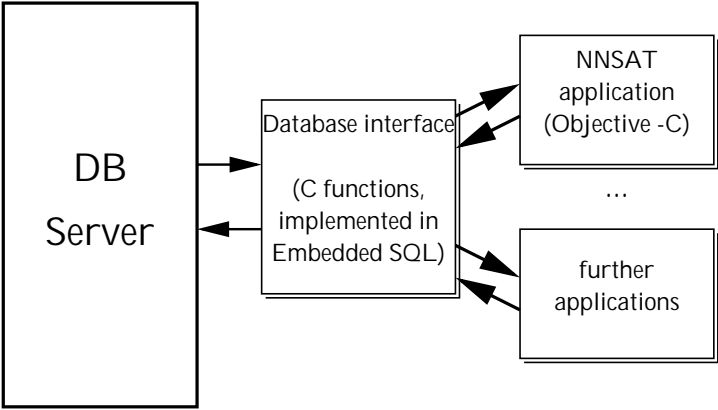 DB
Server
Database interface
(C functions,
implemented in
Embedded SQL)
NNSAT
application
(Objective -C)
...
further
applications